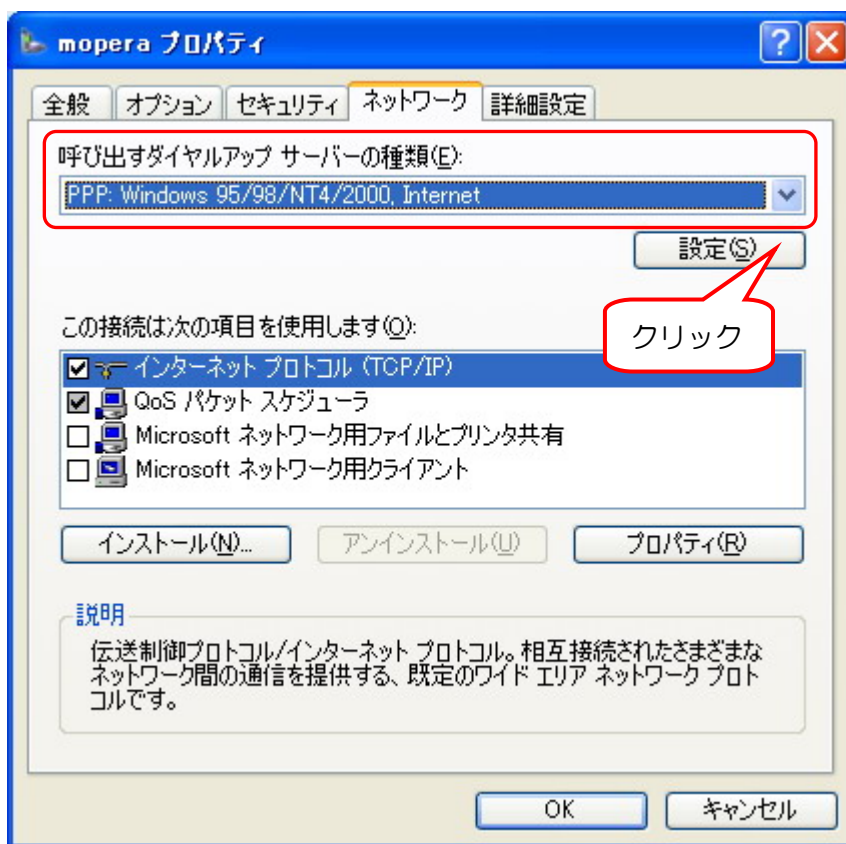 mopera プロパティ
全般 オプション セキュリティ ネットワーク 詳細設定
呼び出すダイヤルアップ サーバーの種類(E):
PPP: Windows 95/98/NT4/2000, Internet
設定(S)
クリック
この接続は次の項目を使用します(O):
インターネット プロトコル (TCP/IP)
QoS パケット スケジューラ
Microsoft ネットワーク用ファイルとプリンタ共有
Microsoft ネットワーク用クライアント
インストール(N)... アンインストール(U) プロパティ(R)
説明
伝送制御プロトコル/インターネット プロトコル。相互接続されたさまざまな
ネットワーク間の通信を提供する、既定のワイド エリア ネットワーク プロト
コルです。
OK キャンセル